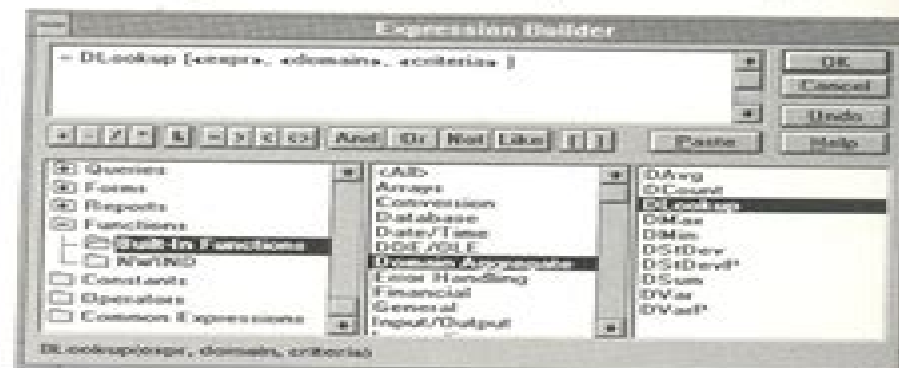 Expression Builder
= DLookup («expr», «domain», «criteria» )
OK
Cancel
Undo
Help
+ - / * & = > < <> And Or Not Like ( ) Paste
Queries
Forms
Reports
Functions
Built-In Functions
NWIND
Constants
Operators
Common Expressions
<All>
Arrays
Conversion
Database
Date/Time
DDE/OLE
Domain Aggregate
Error Handling
Financial
General
Input/Output
DAvg
DCount
DLookup
DMax
DMin
DStDev
DStDevP
DSum
DVar
DVarP
DLookup(expr, domain, criteria)